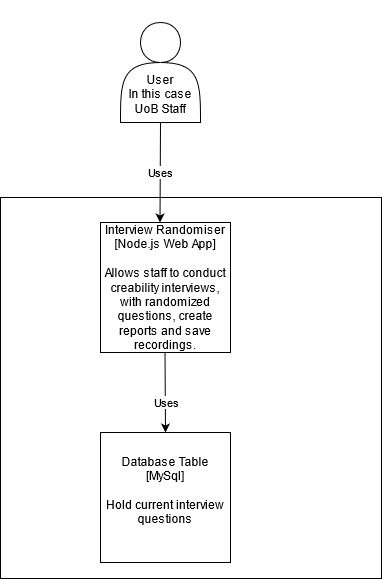 User
In this case
UoB Staff
Uses
Interview Randomiser
[Node.js Web App]
Allows staff to conduct
creability interviews,
with randomized
questions, create
reports and save
recordings.
Uses
Database Table
[MySql]
Hold current interview
questions